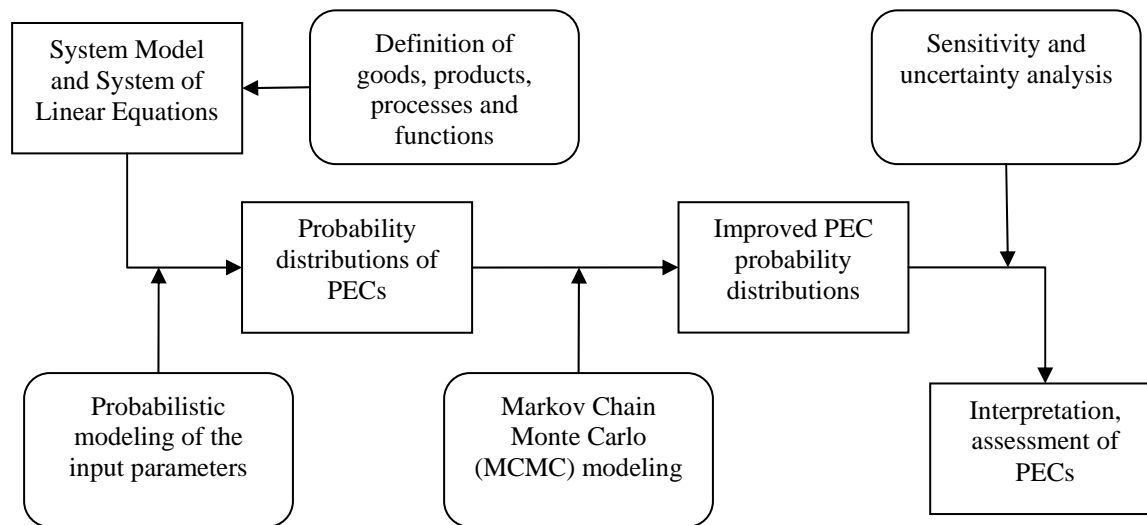 System Model
and System of
Linear Equations
Definition of
goods, products,
processes and
functions
Sensitivity and
uncertainty analysis
Probability
distributions of
PECs
Improved PEC
probability
distributions
Probabilistic
modeling of the
input parameters
Markov Chain
Monte Carlo
(MCMC) modeling
Interpretation,
assessment of
PECs